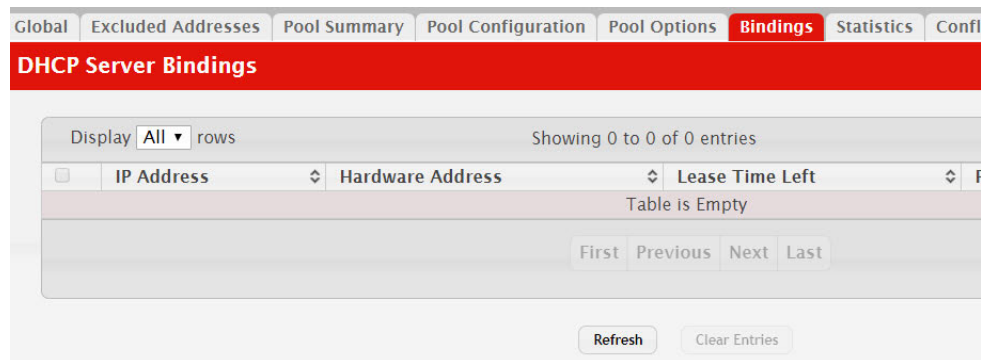 Global Excluded Addresses Pool Summary Pool Configuration Pool Options Bindings Statistics Confl
DHCP Server Bindings
Display All rows Showing 0 to 0 of 0 entries
IP Address Hardware Address Lease Time Left
Table is Empty
First Previous Next Last
Refresh Clear Entries